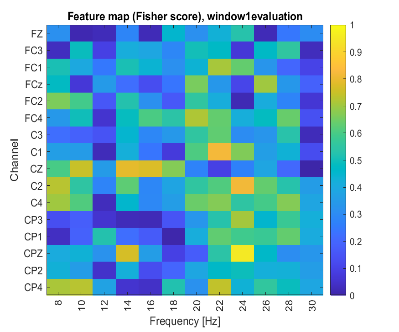 Feature map (Fisher score), window1evaluation
Channel
FZ
FC3
FC1
FCz
FC2
FC4
C3
C1
CZ
C2
C4
CP3
CP1
CPZ
CP2
CP4
8 10 12 14 16 18 20 22 24 26 28 30
Frequency [Hz]
1
0.9
0.8
0.7
0.6
0.5
0.4
0.3
0.2
0.1
0